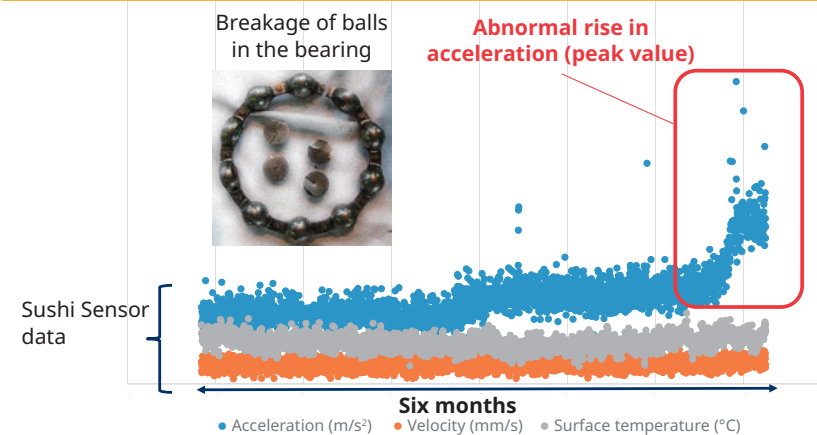 Breakage of balls
in the bearing
Abnormal rise in
acceleration (peak value)
Sushi Sensor
data
Six months
Acceleration (m/s²)
Velocity (mm/s)
Surface temperature (°C)